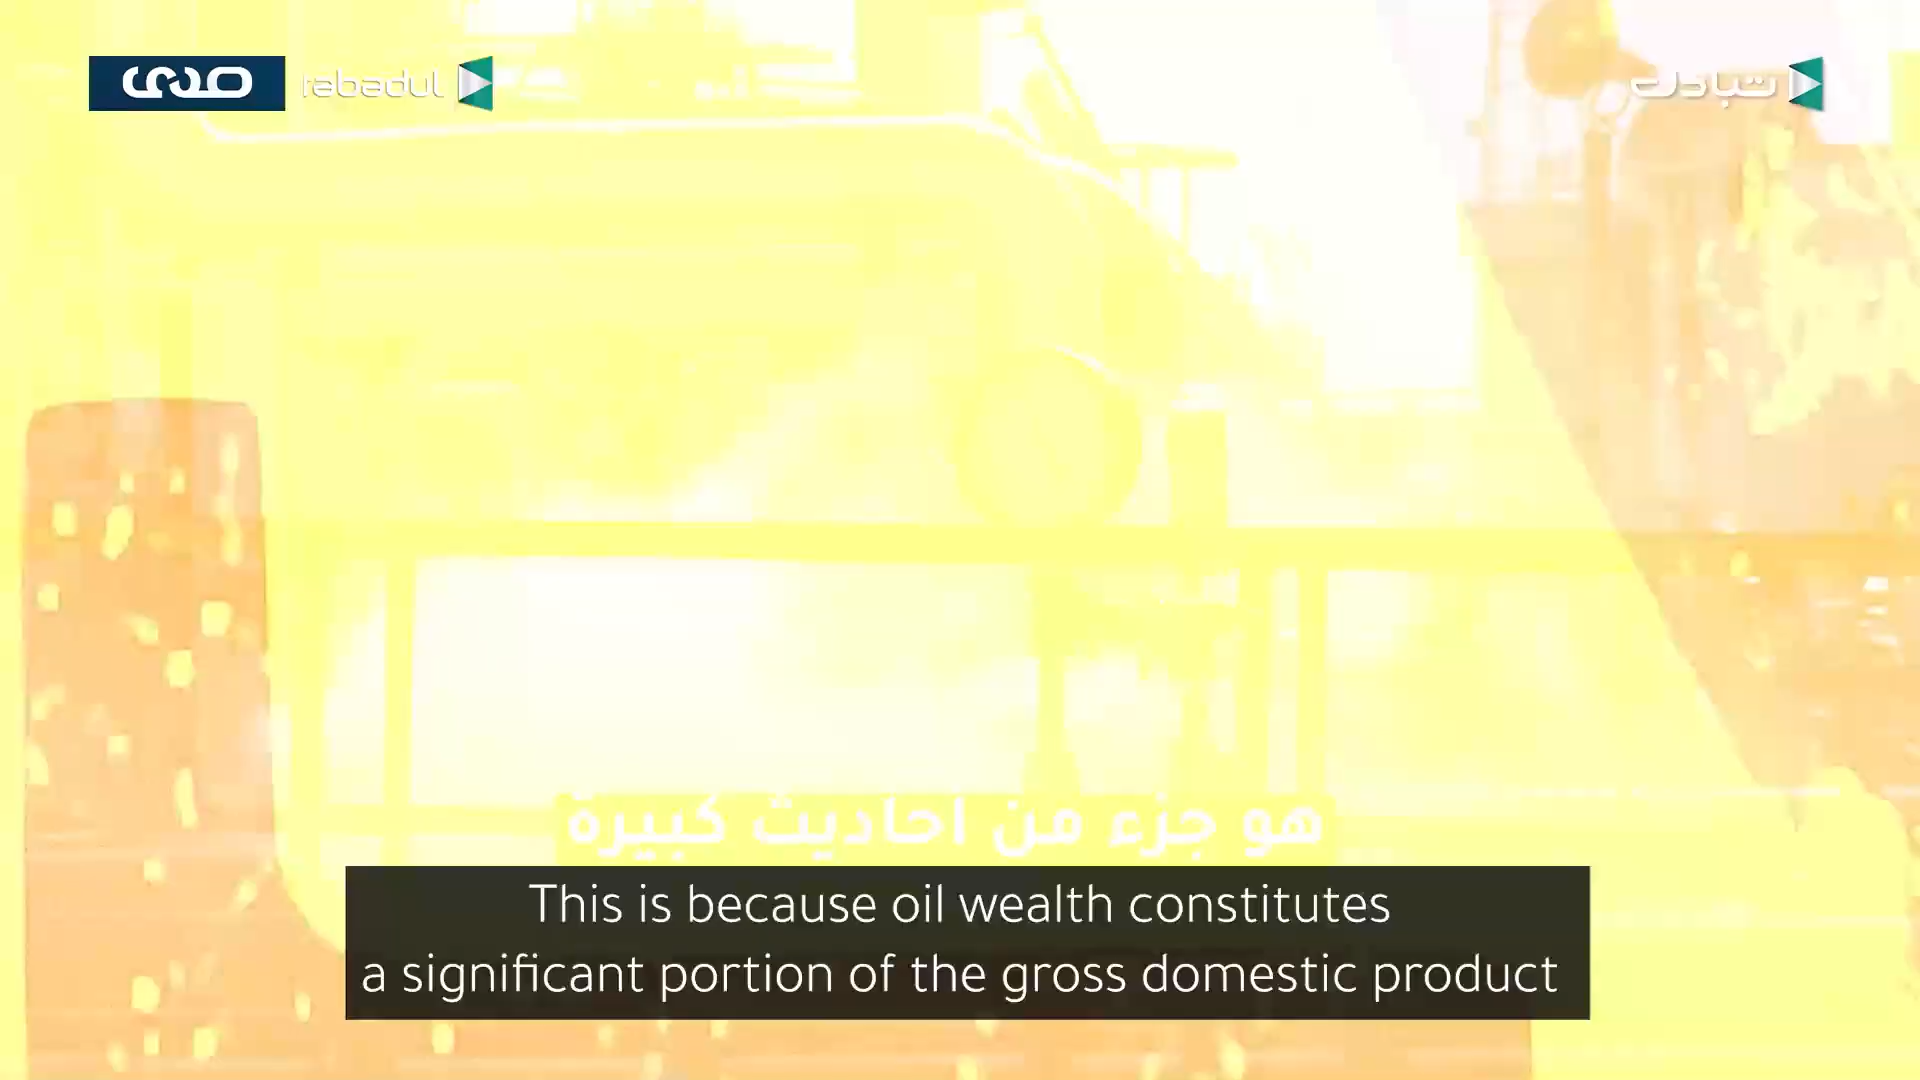 صدى
rabadul
تبادل
هو جزء من احاديث كبيرة
This is because oil wealth constitutes
a significant portion of the gross domestic product